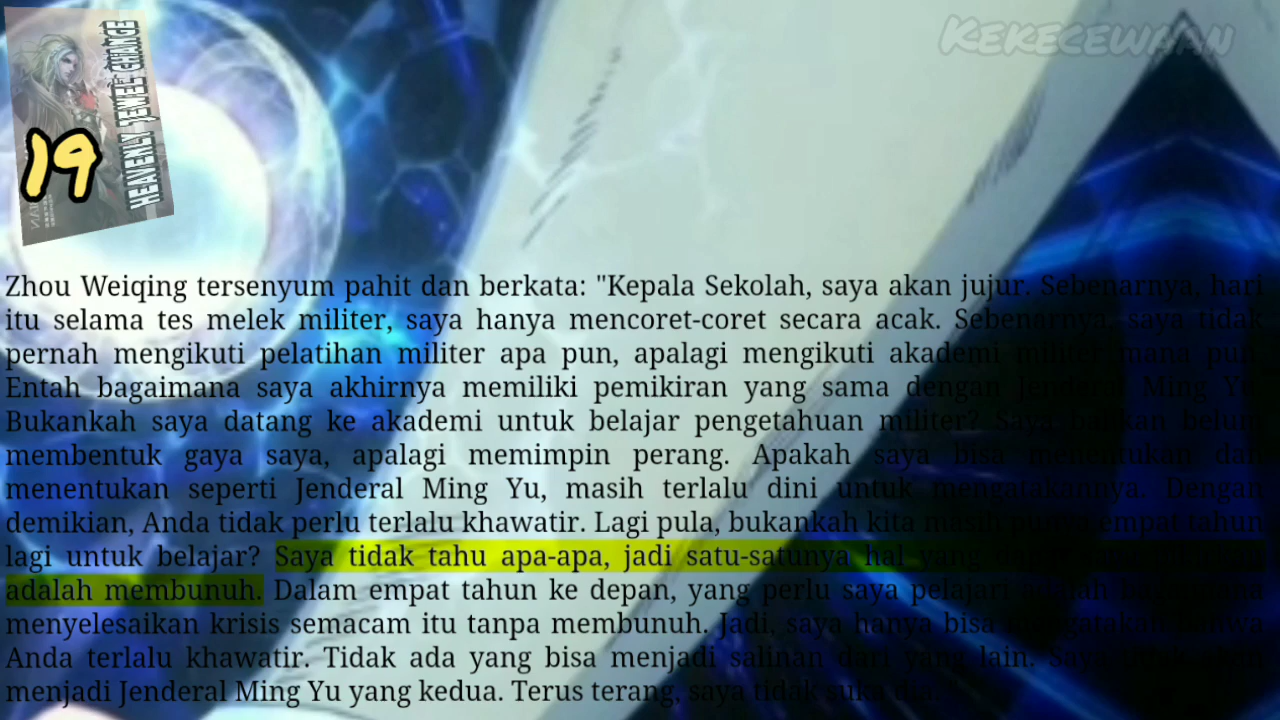 Kekecewaan
HEAVENLY JEWEL CHANGE
19
Zhou Weiqing tersenyum pahit dan berkata: "Kepala Sekolah, saya akan jujur. Sebenarnya, hari
itu selama tes melek militer, saya hanya mencoret-coret secara acak. Sebenarnya, saya tidak
pernah mengikuti pelatihan militer apa pun, apalagi mengikuti akademi militer mana pun.
Entah bagaimana saya akhirnya memiliki pemikiran yang sama dengan Jenderal Ming Yu.
Bukankah saya datang ke akademi untuk belajar pengetahuan militer? Saya bahkan belum
membentuk gaya saya, apalagi memimpin perang. Apakah saya bisa menentukan dan
menentukan seperti Jenderal Ming Yu, masih terlalu dini untuk mengatakannya. Dengan
demikian, Anda tidak perlu terlalu khawatir. Lagi pula, bukankah kita masih punya empat tahun
lagi untuk belajar? Saya tidak tahu apa-apa, jadi satu-satunya hal yang
adalah membunuh. Dalam empat tahun ke depan, yang perlu saya pelajari adalah bagaimana
menyelesaikan krisis semacam itu tanpa membunuh. Jadi, saya hanya bisa mengatakan bahwa
Anda terlalu khawatir. Tidak ada yang bisa menjadi salinan dari yang lain. Saya
menjadi Jenderal Ming Yu yang kedua. Terus terang, saya tidak suka dia.